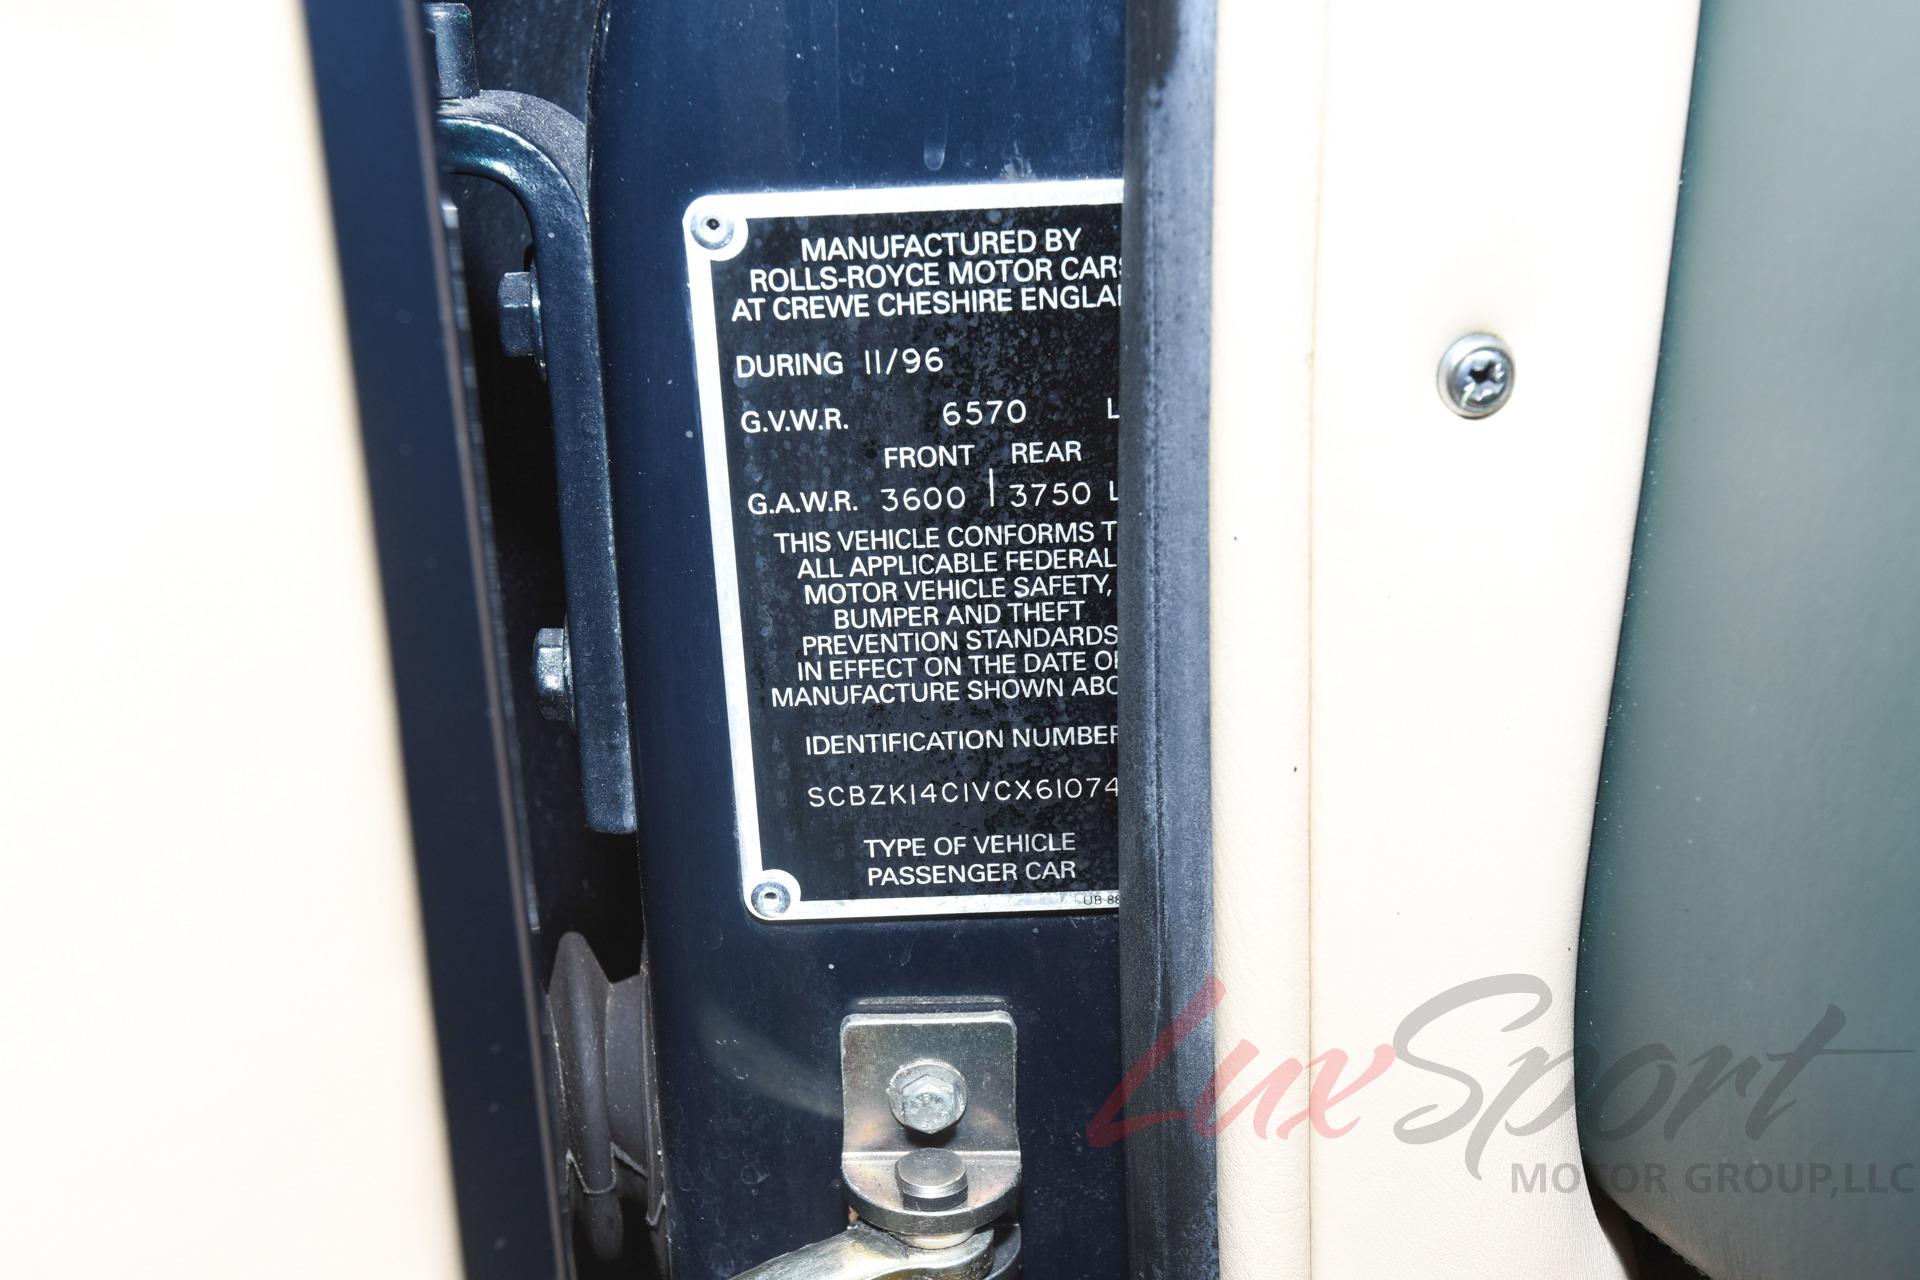 MANUFACTURED BY
ROLLS-ROYCE MOTOR CARS
AT CREWE CHESHIRE ENGLA
DURING 11/96
G.V.W.R. 6570 L
FRONT REAR
G.A.W.R. 3600 | 3750 L
THIS VEHICLE CONFORMS T
ALL APPLICABLE FEDERAL
MOTOR VEHICLE SAFETY,
BUMPER AND THEFT
PREVENTION STANDARDS
IN EFFECT ON THE DATE O
MANUFACTURE SHOWN ABO
IDENTIFICATION NUMBER
SCBZK14C1VCX61074
TYPE OF VEHICLE
PASSENGER CAR
UB 88
LuxSport
MOTOR GROUP,LLC